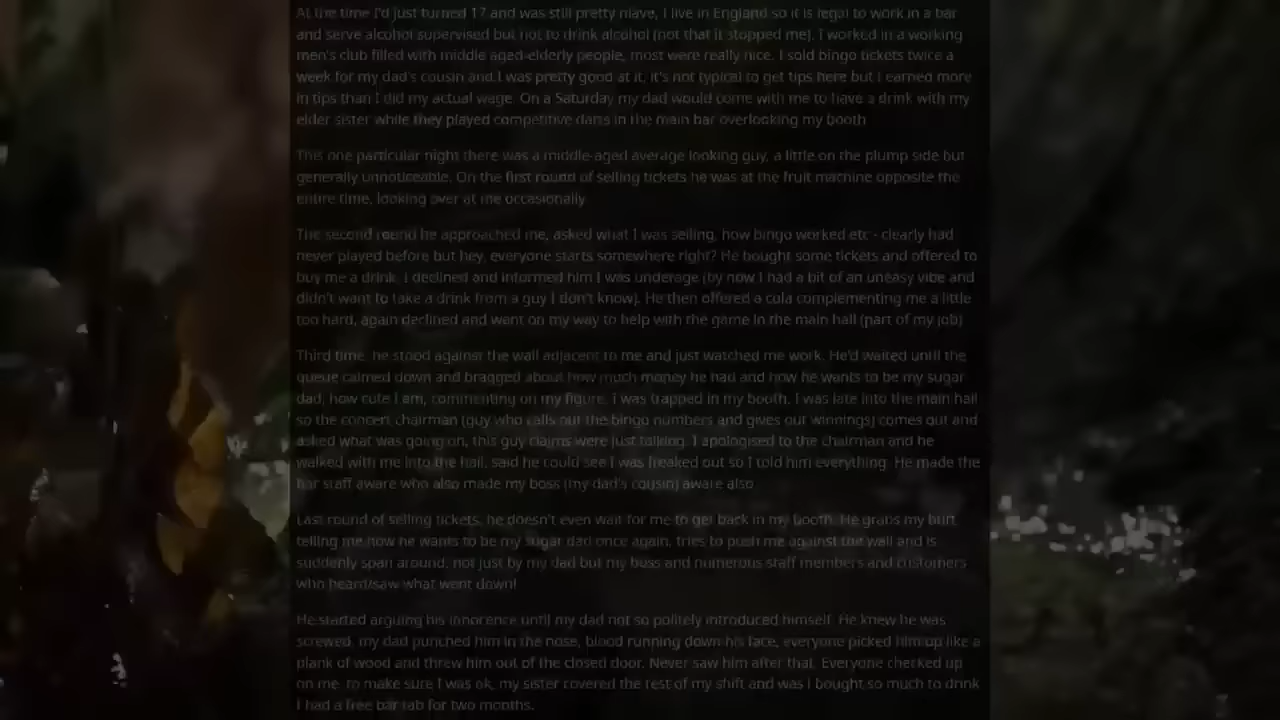 At the time I'd just turned 17 and was still pretty niave, I live in England so it is legal to work in a bar
and serve alcohol supervised but not to drink alcohol (not that it stopped me). I worked in a working
men's club filled with middle aged-elderly people, most were really nice. I sold bingo tickets twice a
week for my dad's cousin and I was pretty good at it, it's not typical to get tips here but I earned more
in tips than I did my actual wage. On a Saturday my dad would come with me to have a drink with my
elder sister while they played competitive darts in the main bar overlooking my booth.
This one particular night there was a middle-aged average looking guy, a little on the plump side but
generally unnoticeable. On the first round of selling tickets he was at the fruit machine opposite the
entire time, looking over at me occasionally.
The second round he approached me, asked what I was selling, how bingo worked etc - clearly had
never played before but hey, everyone starts somewhere right? He bought some tickets and offered to
buy me a drink. I declined and informed him I was underage (by now I had a bit of an uneasy vibe and
didn't want to take a drink from a guy I don't know). He then offered a cola complementing me a little
too hard, again declined and went on my way to help with the game in the main hall (part of my job)
Third time, he stood against the wall adjacent to me and just watched me work. He'd waited until the
queue calmed down and bragged about how much money he had and how he wants to be my sugar
dad, how cute I am, commenting on my figure. I was trapped in my booth. I was late into the main hall
so the concert chairman (guy who calls out the bingo numbers and gives out winnings) comes out and
asked what was going on, this guy claims were just talking. I apologised to the chairman and he
walked with me into the hall, said he could see I was freaked out so I told him everything. He made the
bar staff aware who also made my boss (my dad's cousin) aware also.
Last round of selling tickets, he doesn't even wait for me to get back in my booth. He grabs my butt
telling me how he wants to be my sugar dad once again, tries to push me against the wall and is
suddenly span around, not just by my dad but my boss and numerous staff members and customers
who heard/saw what went down!
He started arguing his innocence until my dad not so politely introduced himself. He knew he was
screwed, my dad punched him in the nose, blood running down his face, everyone picked him up like a
plank of wood and threw him out of the closed door. Never saw him after that. Everyone checked up
on me, to make sure I was ok, my sister covered the rest of my shift and was I bought so much to drink
I had a free bar tab for two months.